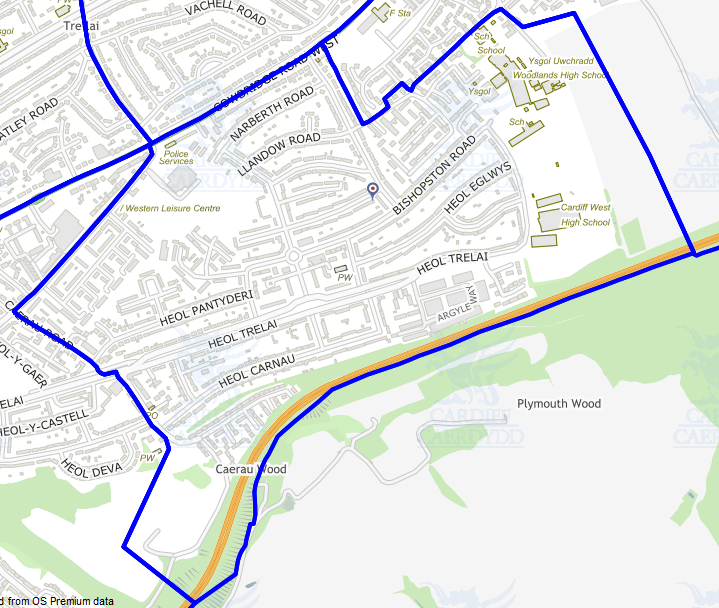 VACHELL ROAD
F Sta
Trelai
Sch
School
COWBRIDGE ROAD WEST
Ysgol Uwchradd
Woodlands High School
Ysgol
NARBERTH ROAD
ATLEY ROAD
Sch
LLANDOW ROAD
Police
Services
BISHOPSTON ROAD
HEOL EGLWYS
Western Leisure Centre
Cardiff West
High School
HEOL TRELAI
PW
HEOL PANTYDERI
ARGYLE WAY
CAERAU ROAD
HEOL TRELAI
OL-Y-GAER
HEOL CARNAU
ELAI
HEOL-Y-CASTELL
PO
Plymouth Wood
CARDIFF
CAERDYDD
PW
HEOL DEVA
Caerau Wood
d from OS Premium data